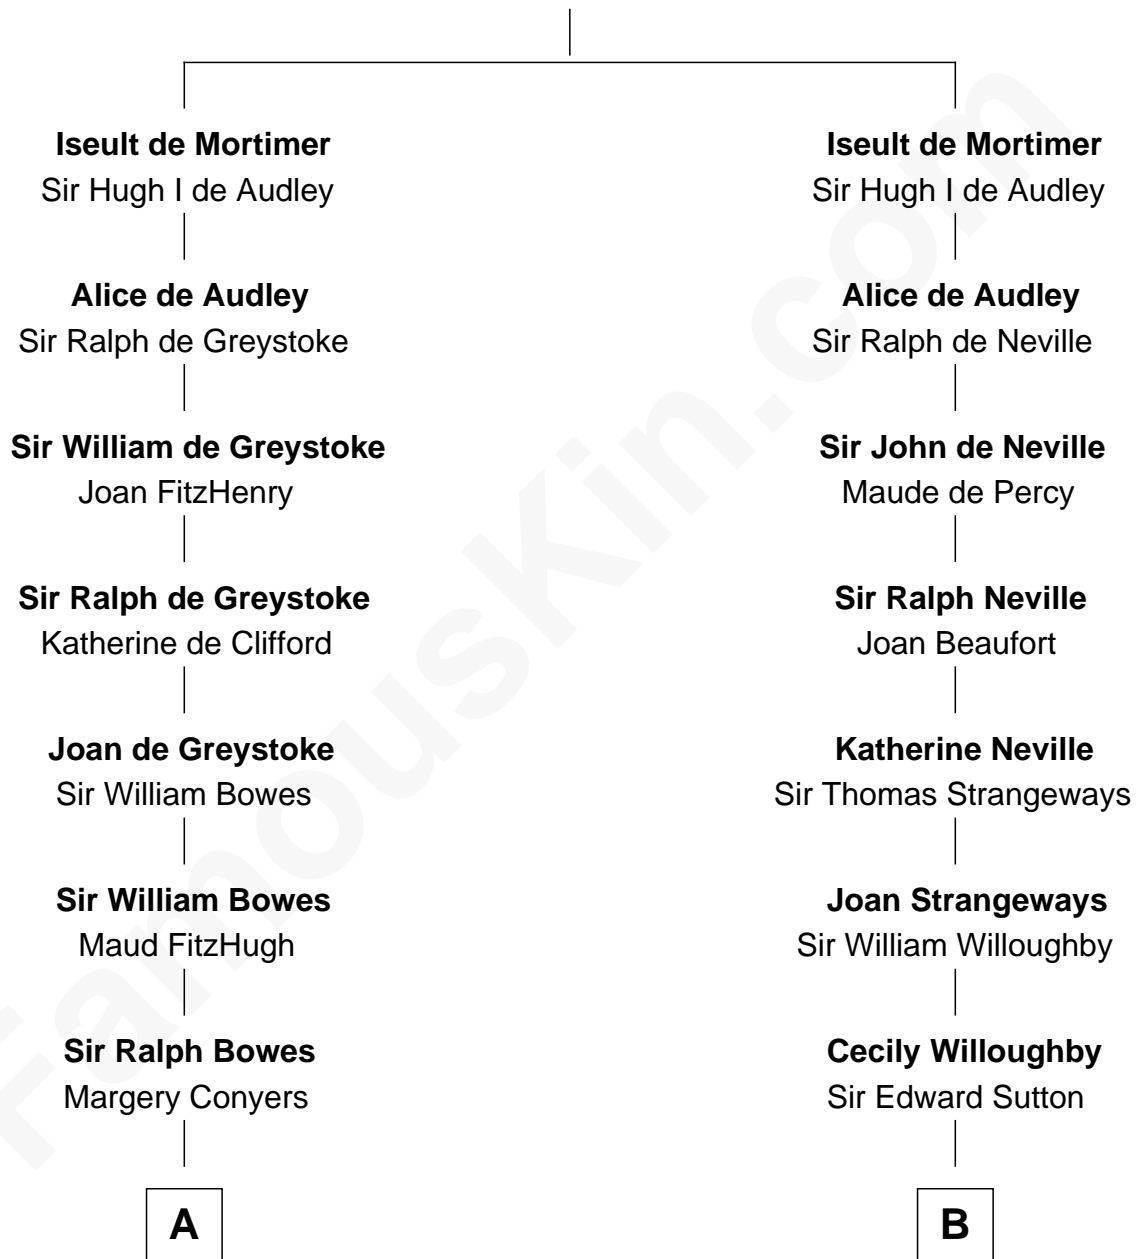 Iseult de Mortimer
Sir Hugh I de Audley
Alice de Audley
Sir Ralph de Greystoke
Sir William de Greystoke
Joan FitzHenry
Sir Ralph de Greystoke
Katherine de Clifford
Joan de Greystoke
Sir William Bowes
Sir William Bowes
Maud FitzHugh
Sir Ralph Bowes
Margery Conyers
A
Iseult de Mortimer
Sir Hugh I de Audley
Alice de Audley
Sir Ralph de Neville
Sir John de Neville
Maude de Percy
Sir Ralph Neville
Joan Beaufort
Katherine Neville
Sir Thomas Strangeways
Joan Strangeways
Sir William Willoughby
Cecily Willoughby
Sir Edward Sutton
B
FamousKin.com